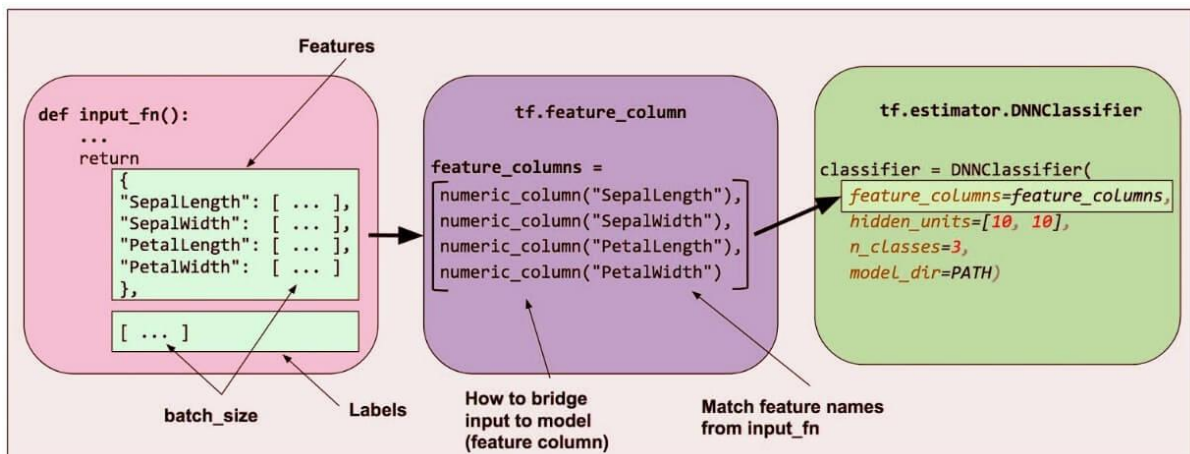 Features
def input_fn():
...
return
{
"SepalLength": [ ... ],
"SepalWidth": [ ... ],
"PetalLength": [ ... ],
"PetalWidth": [ ... ]
},
[ ... ]
batch_size
Labels
tf.feature_column
feature_columns =
numeric_column("SepalLength"),
numeric_column("SepalWidth"),
numeric_column("PetalLength"),
numeric_column("PetalWidth")
How to bridge
input to model
(feature column)
Match feature names
from input_fn
tf.estimator.DNNClassifier
classifier = DNNClassifier(
feature_columns=feature_columns,
hidden_units=[10, 10],
n_classes=3,
model_dir=PATH)